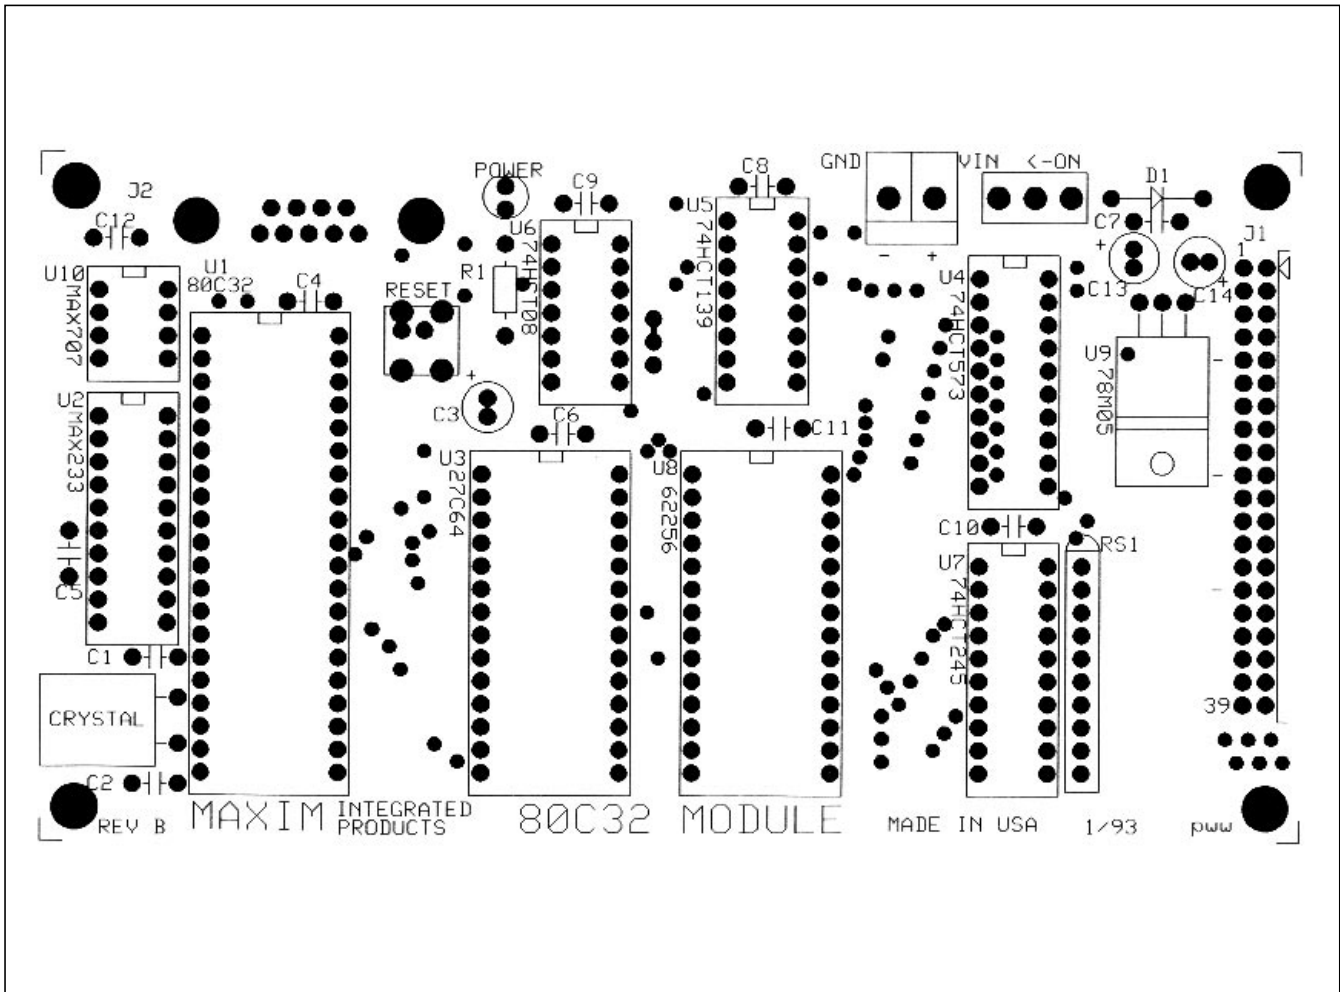 POWER
C8
GND
VIN
<-ON
D1
J2
C9
C12
U5
74HCT139
C7
+
U6
74HCT08
J1
1
U10
MAX707
U1
80C32
C4
R1
- +
U4
74HCT573
C13
C14
+
RESET
U9
78M05
+
C3
C6
C11
U2
MAX233
U3
27C64
U8
62256
C10
RS1
U7
74HCT245
C5
C1
CRYSTAL
39
C2
REV B
MAXIM
INTEGRATED
PRODUCTS
80C32 MODULE
MADE IN USA
1/93
pww